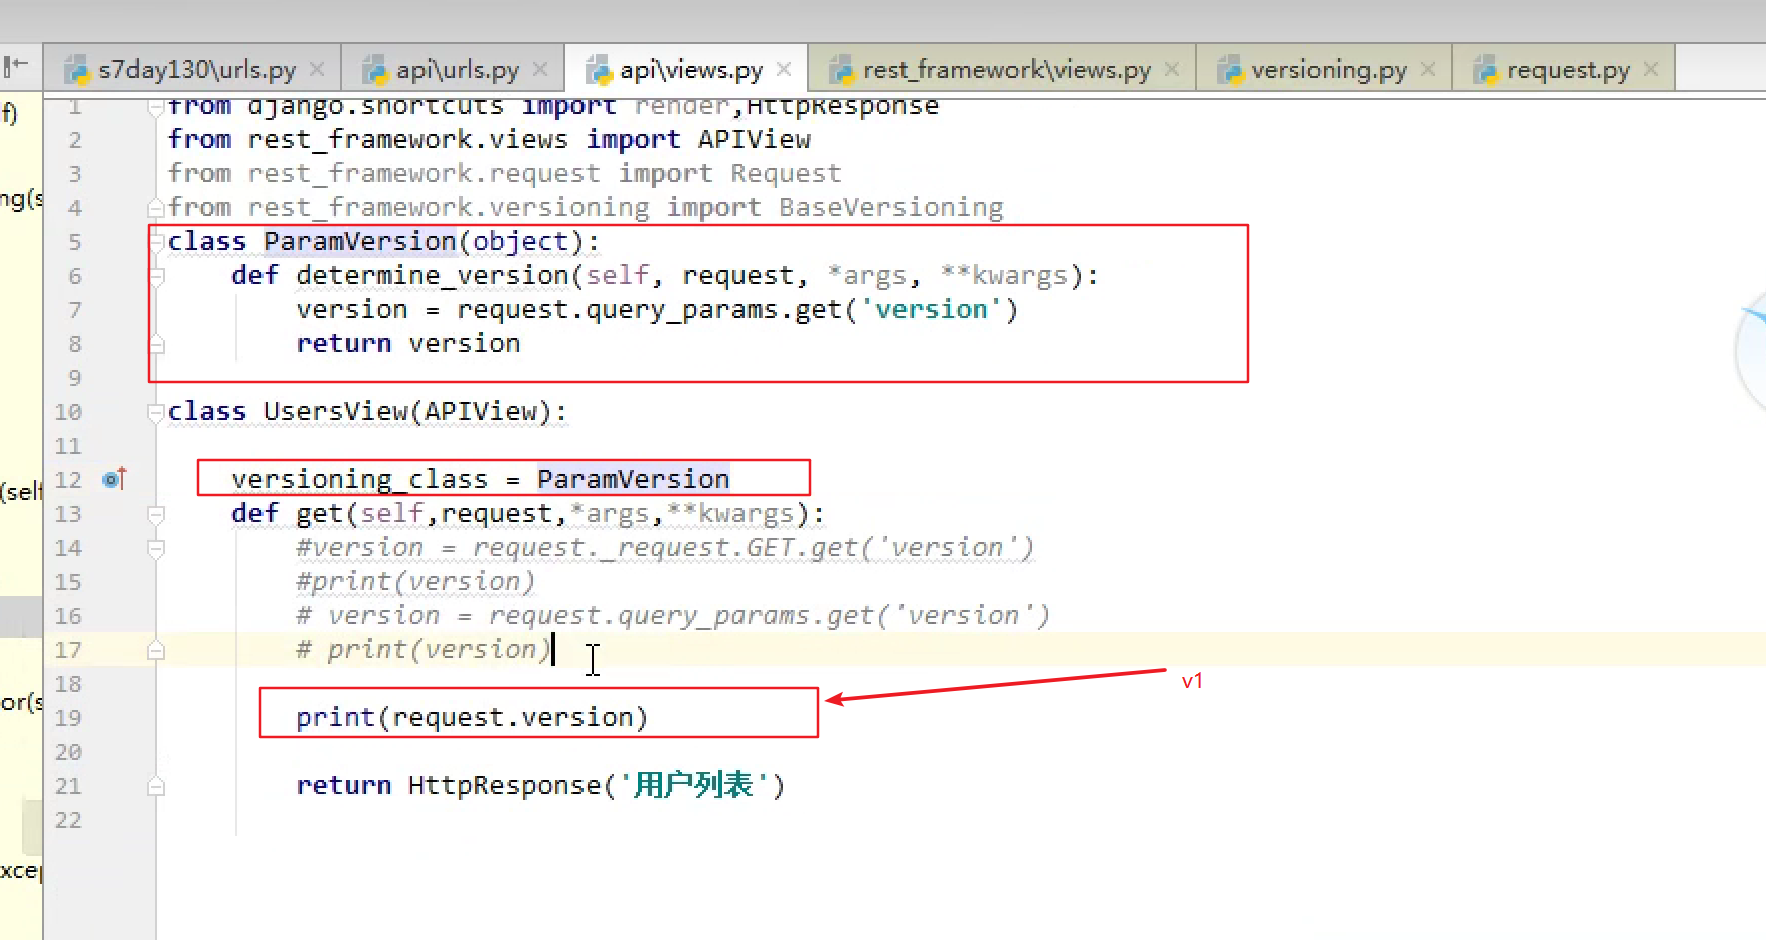 s7day130\urls.py
api\urls.py
api\views.py
rest_framework\views.py
versioning.py
request.py
f)
ng(s
(self
or(s
xcep
1 from django.shortcuts import render,HttpResponse
2 from rest_framework.views import APIView
3 from rest_framework.request import Request
4 from rest_framework.versioning import BaseVersioning
5 class ParamVersion(object):
6 def determine_version(self, request, *args, **kwargs):
7 version = request.query_params.get('version')
8 return version
9
10 class UsersView(APIView):
11
12 versioning_class = ParamVersion
13 def get(self,request,*args,**kwargs):
14 #version = request._request.GET.get('version')
15 #print(version)
16 # version = request.query_params.get('version')
17 # print(version)
18
v1
19 print(request.version)
20
21 return HttpResponse('用户列表')
22